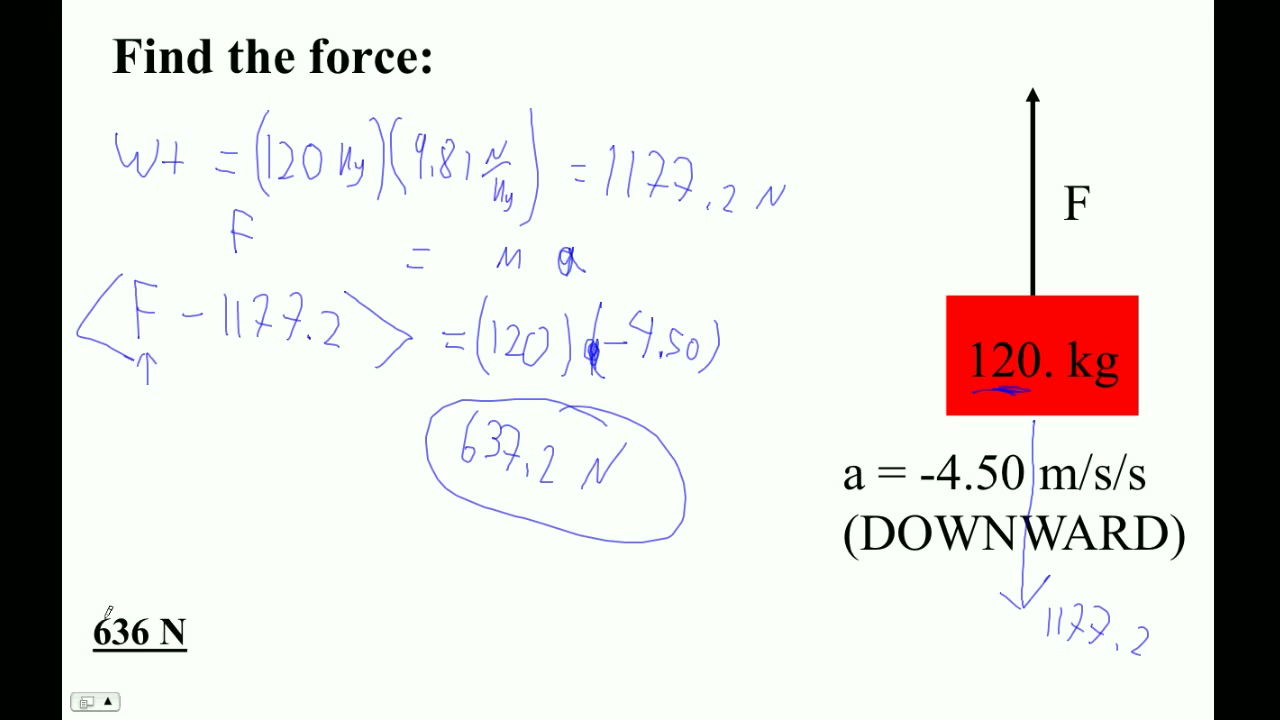 Find the force:
Wt = (120 kg)(9.81 N/kg) = 1177.2 N
F = m a
<F - 1177.2> = (120)(-4.50)
637.2 N
636 N
F
120. kg
a = -4.50 m/s/s
(DOWNWARD)
1177.2